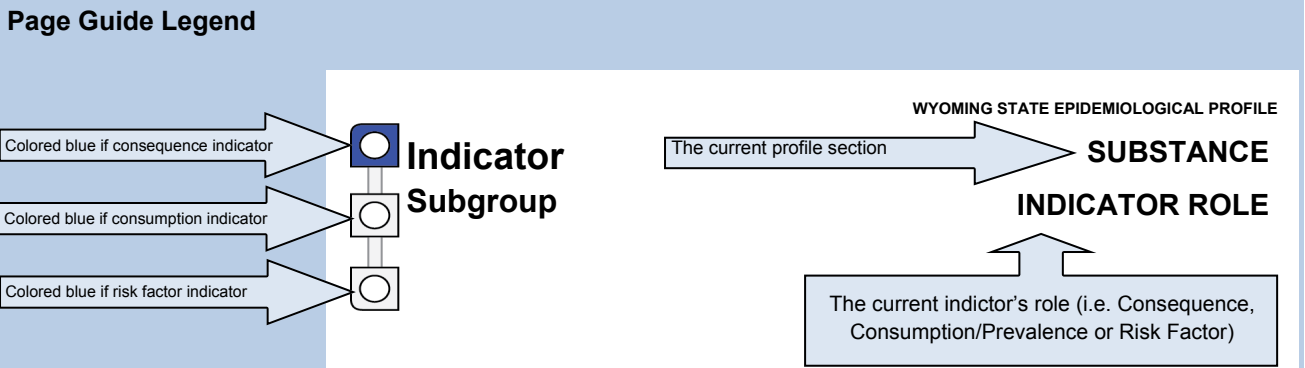 Page Guide Legend
WYOMING STATE EPIDEMIOLOGICAL PROFILE
Colored blue if consequence indicator
Indicator
The current profile section
SUBSTANCE
Colored blue if consumption indicator
Subgroup
INDICATOR ROLE
Colored blue if risk factor indicator
The current indictor’s role (i.e. Consequence,
Consumption/Prevalence or Risk Factor)